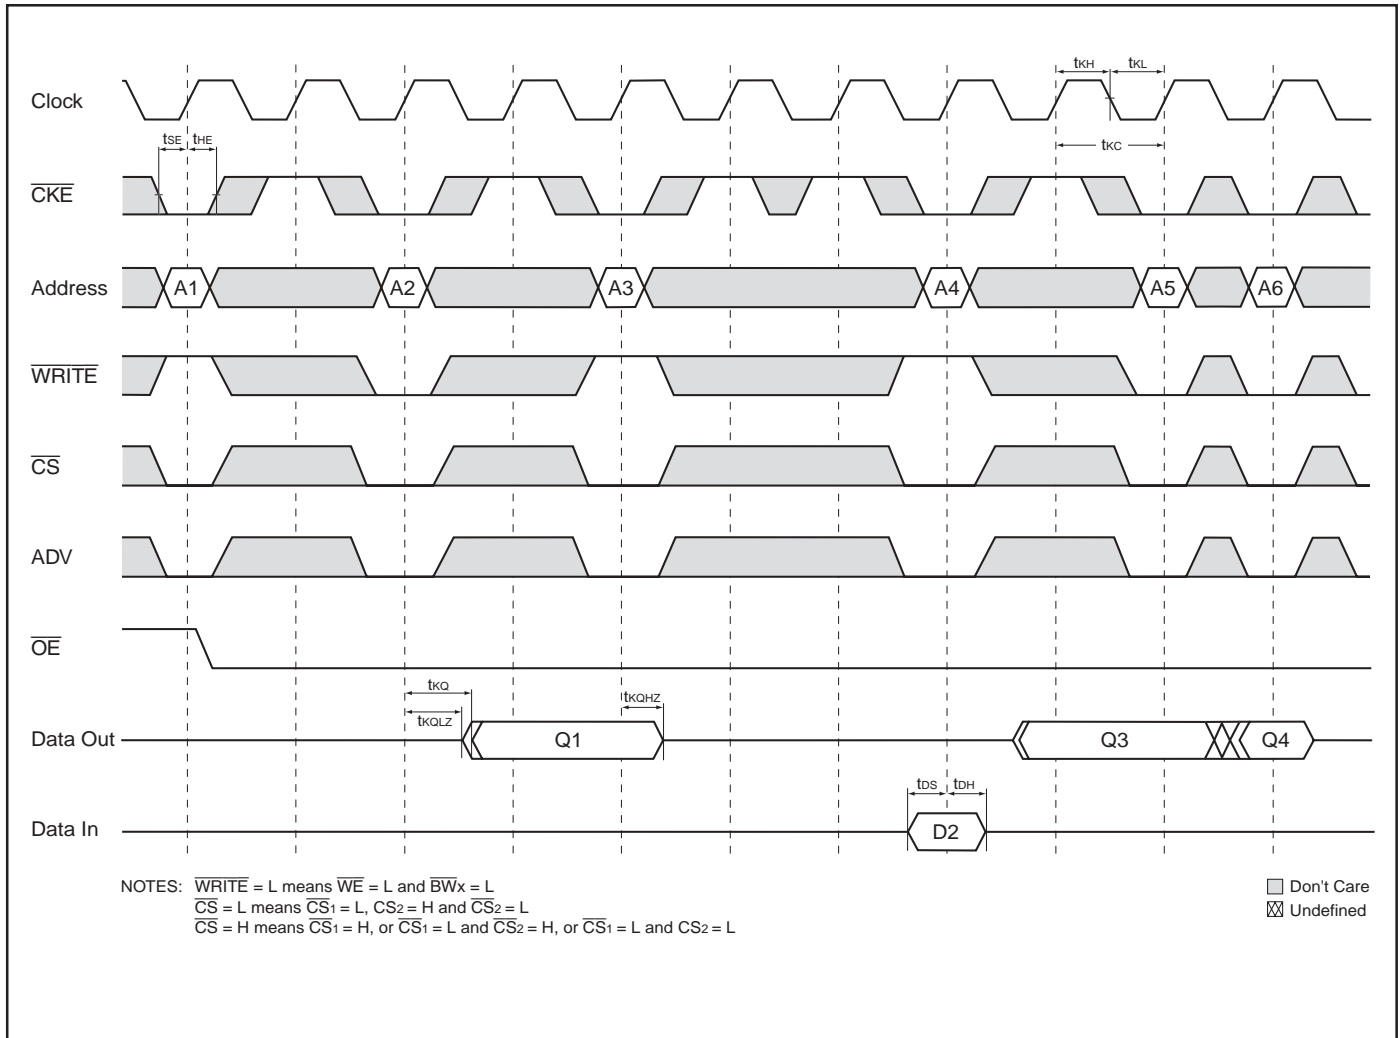 tKH tKL
Clock
tSE tHE
tKC
CKE
Address A1 A2 A3 A4 A5 A6
WRITE
CS
ADV
OE
tKQ
tKQLZ tKQHZ
Data Out Q1 Q3 Q4
tDS tDH
Data In D2
NOTES: WRITE = L means WE = L and BWx = L
CS = L means CS1 = L, CS2 = H and CS2 = L
CS = H means CS1 = H, or CS1 = L and CS2 = H, or CS1 = L and CS2 = L
Don't Care
Undefined